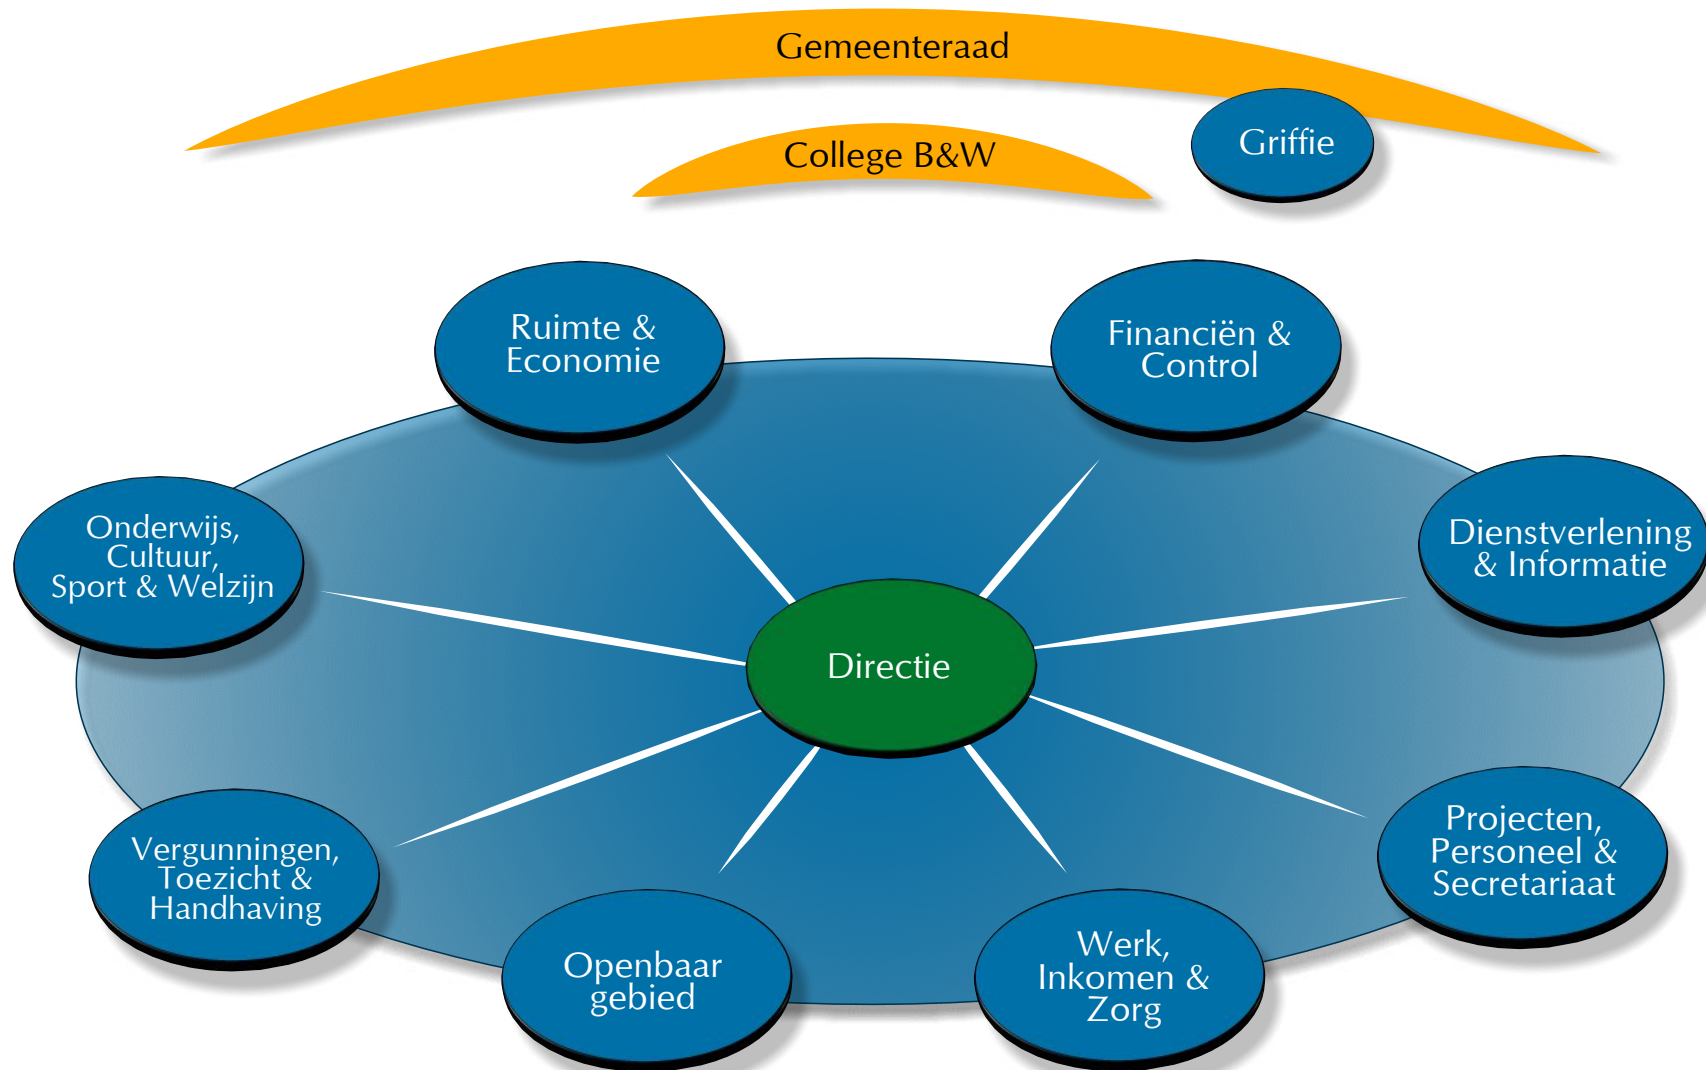 Gemeenteraad
College B&W
Griffie
Ruimte &
Economie
Financiën &
Control
Onderwijs,
Cultuur,
Sport & Welzijn
Dienstverlening
& Informatie
Directie
Vergunningen,
Toezicht &
Handhaving
Projecten,
Personeel &
Secretariaat
Openbaar
gebied
Werk,
Inkomen &
Zorg